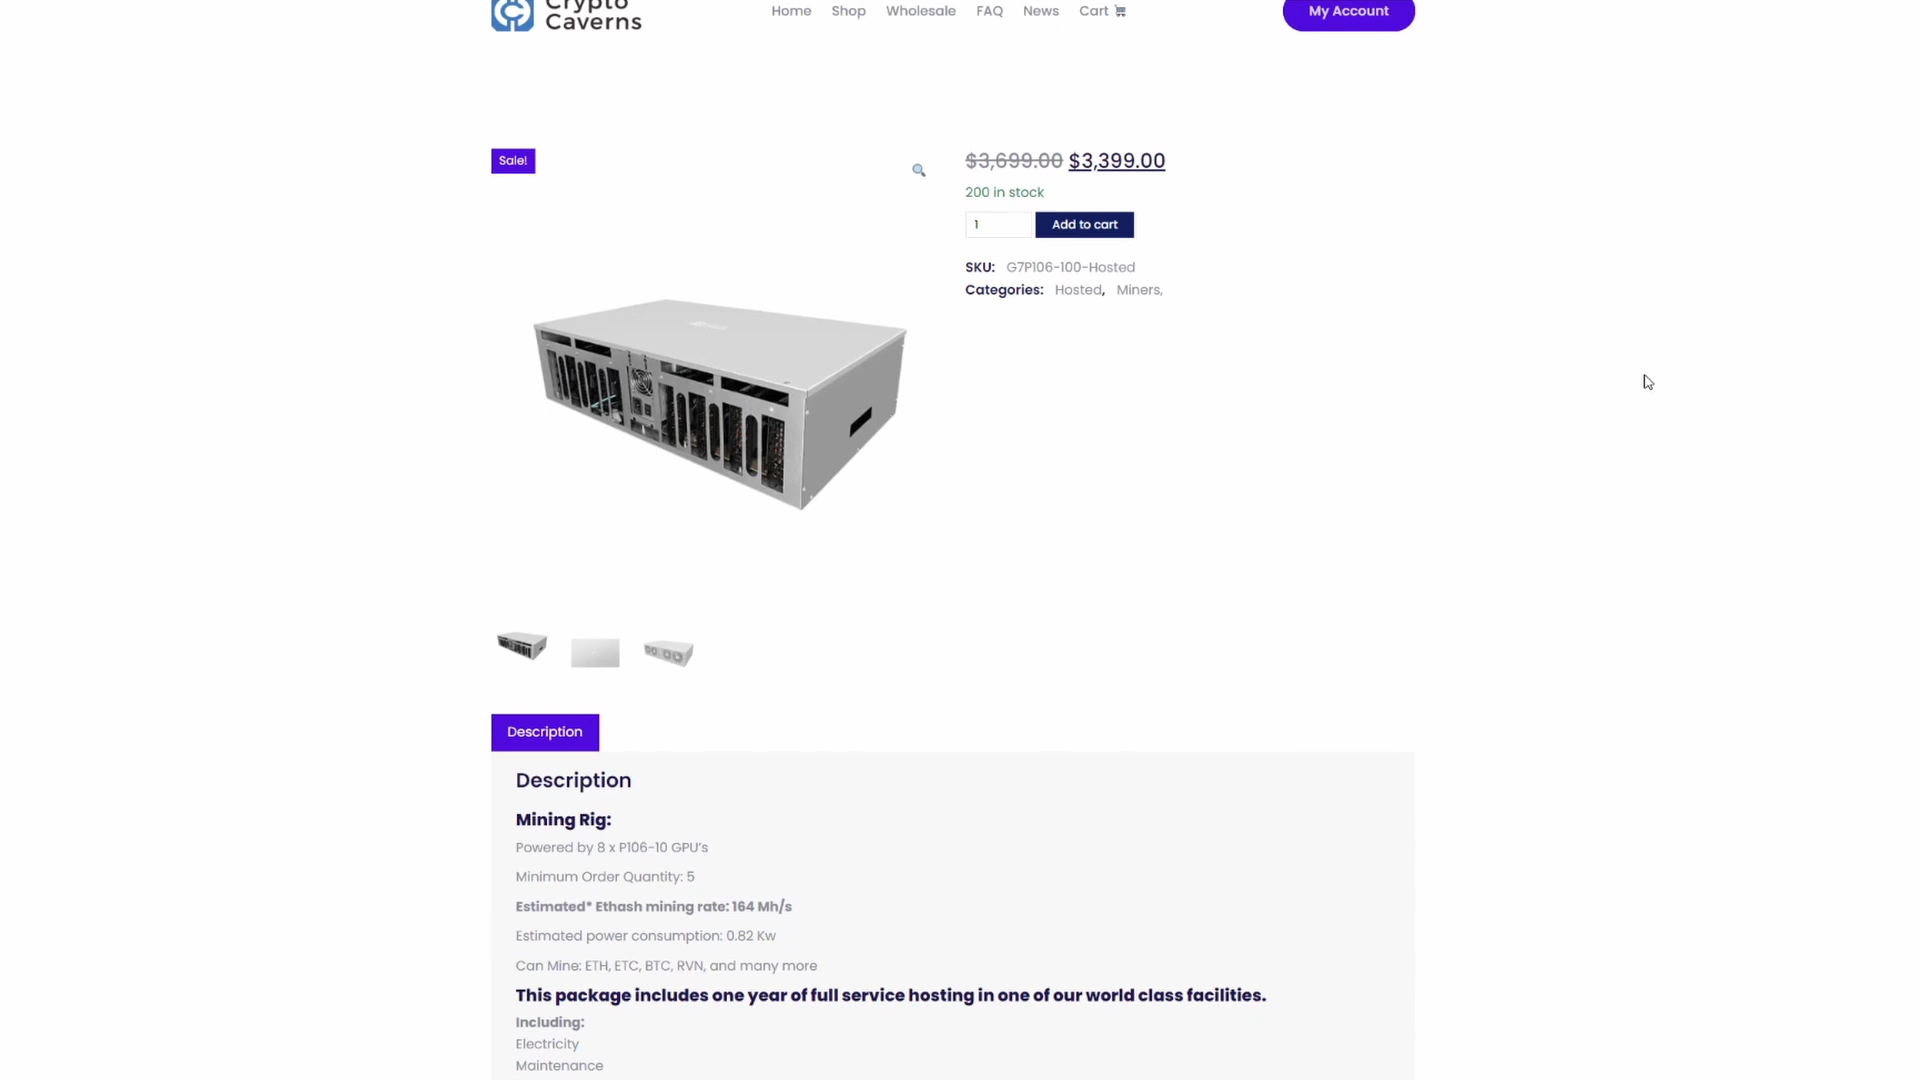 Crypto
Caverns
Home Shop Wholesale FAQ News Cart
My Account
Sale!
$3,699.00 $3,399.00
200 in stock
1 Add to cart
SKU: G7P106-100-Hosted
Categories: Hosted, Miners,
Description
Description
Mining Rig:
Powered by 8 x P106-10 GPU's
Minimum Order Quantity: 5
Estimated* Ethash mining rate: 164 Mh/s
Estimated power consumption: 0.82 Kw
Can Mine: ETH, ETC, BTC, RVN, and many more
This package includes one year of full service hosting in one of our world class facilities.
Including:
Electricity
Maintenance